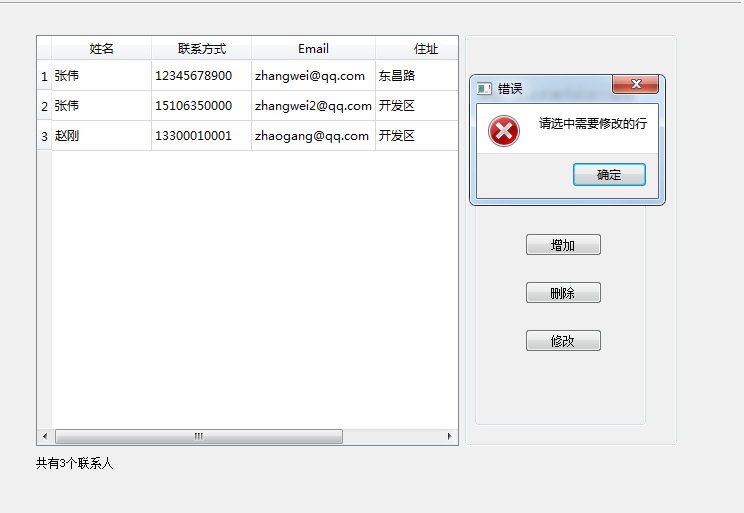 姓名 联系方式 Email 住址
1 张伟 12345678900 zhangwei@qq.com 东昌路
2 张伟 15106350000 zhangwei2@qq.com 开发区
3 赵刚 13300010001 zhaogang@qq.com 开发区
共有3个联系人
错误
请选中需要修改的行
确定
增加
删除
修改